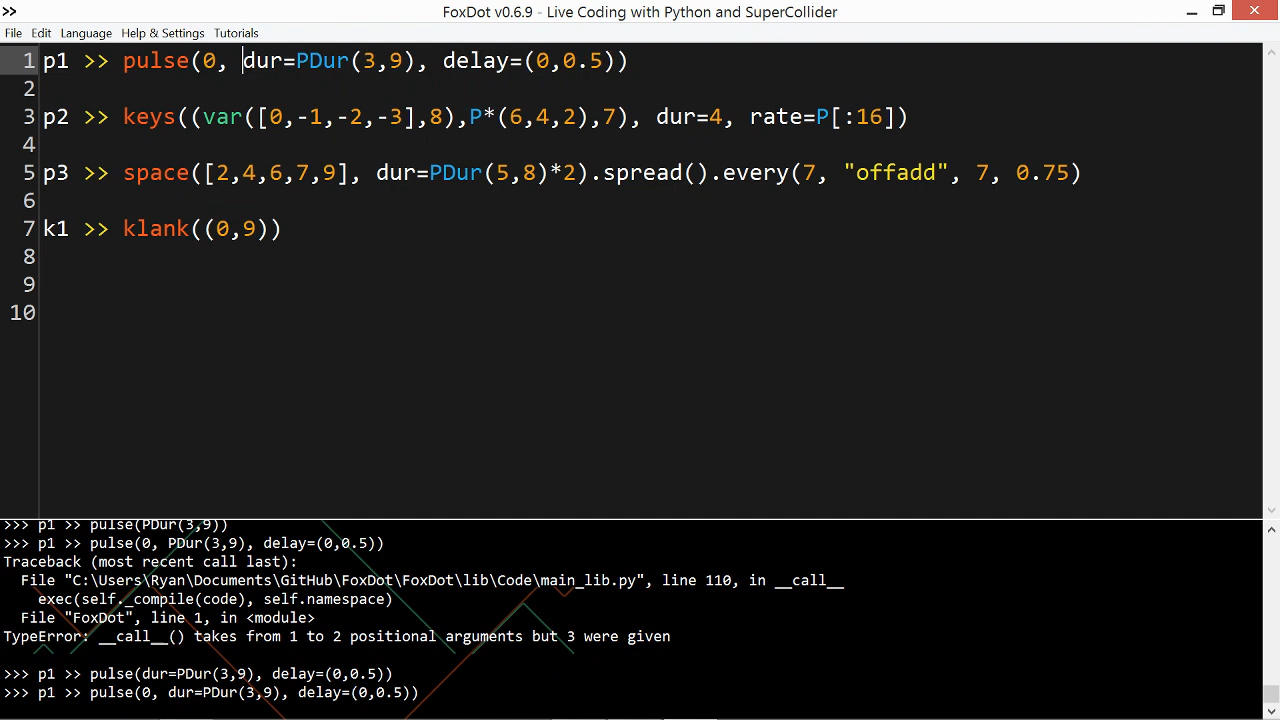 FoxDot v0.6.9 - Live Coding with Python and SuperCollider
File Edit Language Help & Settings Tutorials
1 p1 >> pulse(0, dur=PDur(3,9), delay=(0,0.5))
2
3 p2 >> keys((var([0,-1,-2,-3],8),P*(6,4,2),7), dur=4, rate=P[:16])
4
5 p3 >> space([2,4,6,7,9], dur=PDur(5,8)*2).spread().every(7, "offadd", 7, 0.75)
6
7 k1 >> klank((0,9))
8
9
10
>>> p1 >> pulse(PDur(3,9))
>>> p1 >> pulse(0, PDur(3,9), delay=(0,0.5))
Traceback (most recent call last):
  File "C:\Users\Ryan\Documents\GitHub\FoxDot\FoxDot\lib\Code\main_lib.py", line 110, in __call__
    exec(self._compile(code), self.namespace)
  File "FoxDot", line 1, in <module>
TypeError: __call__() takes from 1 to 2 positional arguments but 3 were given
>>> p1 >> pulse(dur=PDur(3,9), delay=(0,0.5))
>>> p1 >> pulse(0, dur=PDur(3,9), delay=(0,0.5))